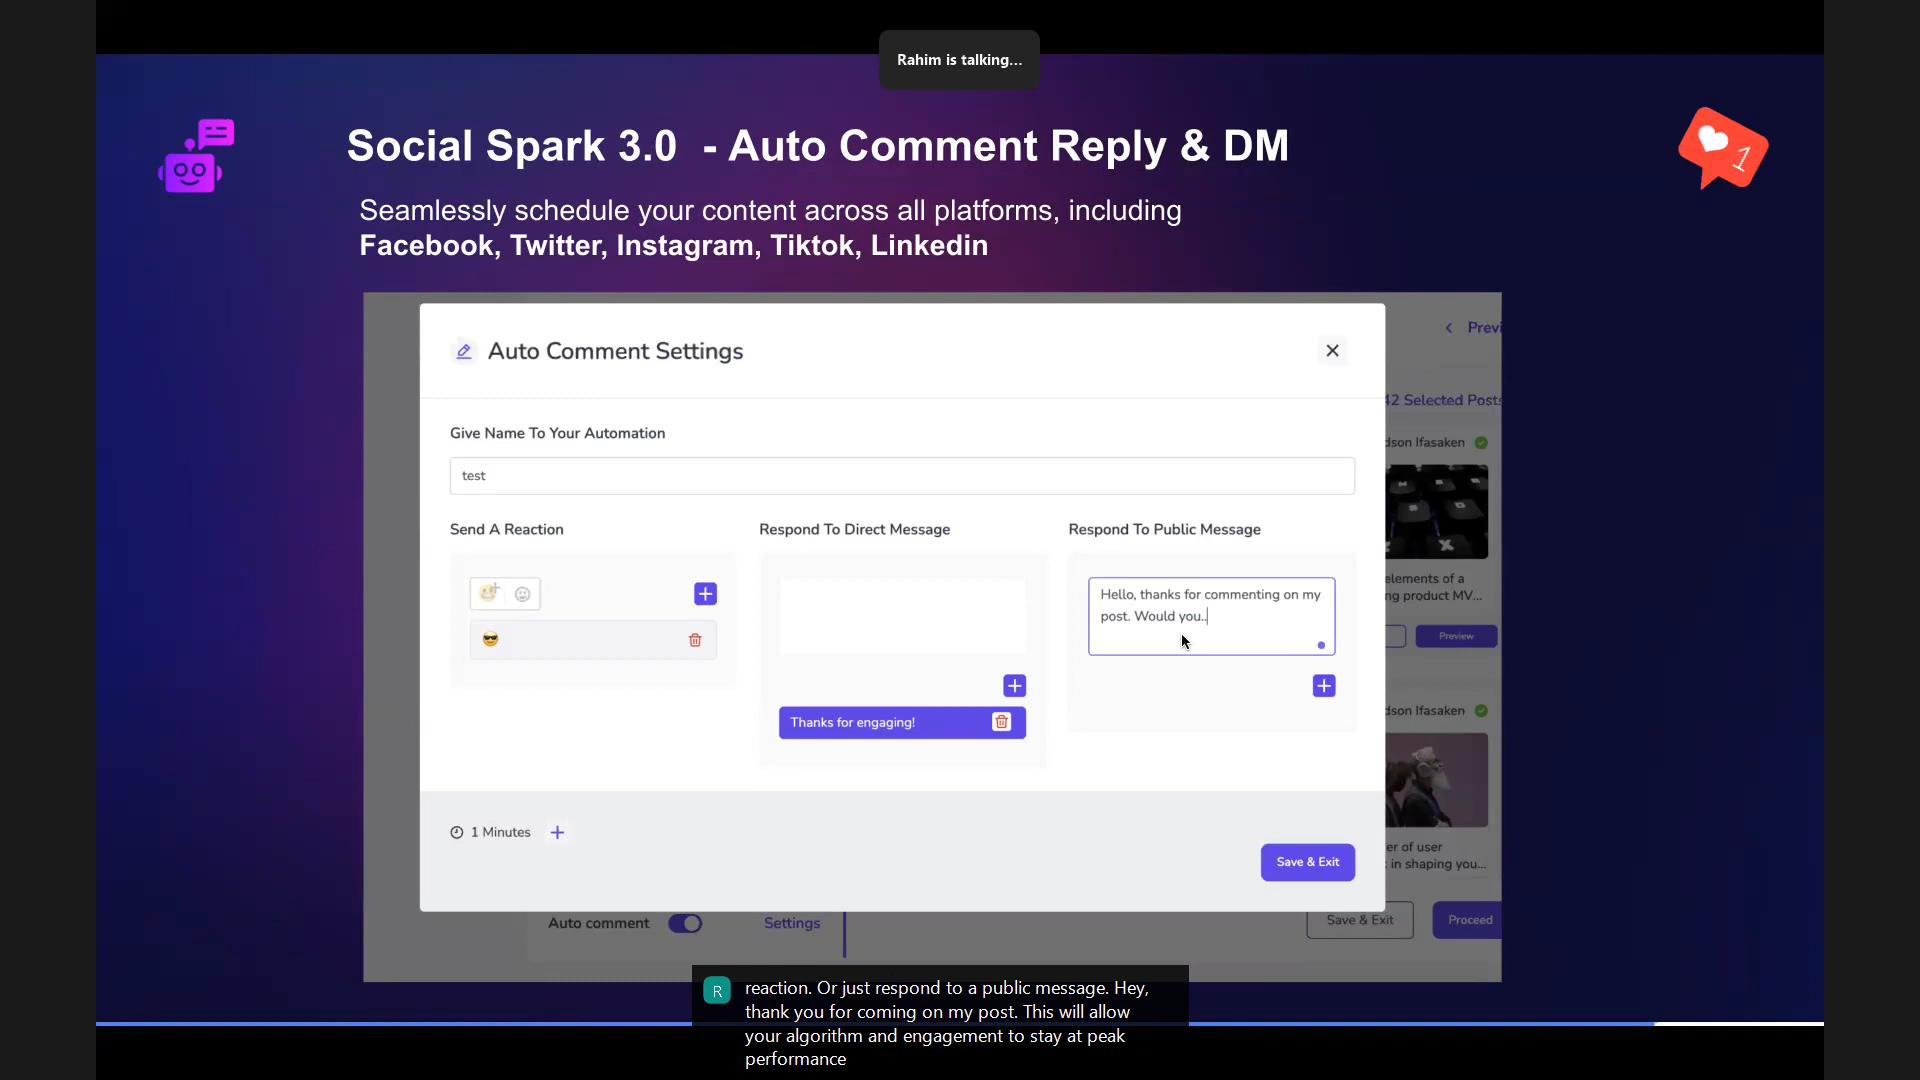 Rahim is talking...
Social Spark 3.0 - Auto Comment Reply & DM
1
Seamlessly schedule your content across all platforms, including
Facebook, Twitter, Instagram, Tiktok, Linkedin
Auto Comment Settings
Previ
42 Selected Posts
Give Name To Your Automation
dson Ifasaken
test
Send A Reaction
Respond To Direct Message
Respond To Public Message
Hello, thanks for commenting on my
post. Would you..
elements of a
ng product MV...
Preview
Thanks for engaging!
dson Ifasaken
1 Minutes
er of user
in shaping you...
Save & Exit
Auto comment
Settings
Save & Exit
Proceed
R
reaction. Or just respond to a public message. Hey,
thank you for coming on my post. This will allow
your algorithm and engagement to stay at peak
performance